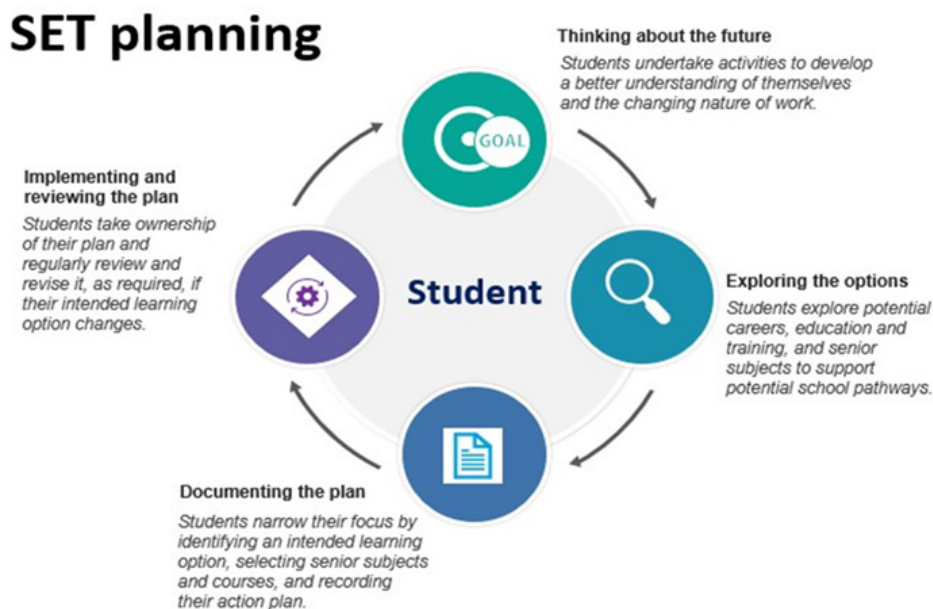 SET planning
Thinking about the future
Students undertake activities to develop
a better understanding of themselves
and the changing nature of work.
GOAL
Implementing and
reviewing the plan
Students take ownership
of their plan and
regularly review and
revise it, as required, if
their intended learning
option changes.
Student
Exploring the options
Students explore potential
careers, education and
training, and senior
subjects to support
potential school pathways.
Documenting the plan
Students narrow their focus by
identifying an intended learning
option, selecting senior subjects
and courses, and recording
their action plan.